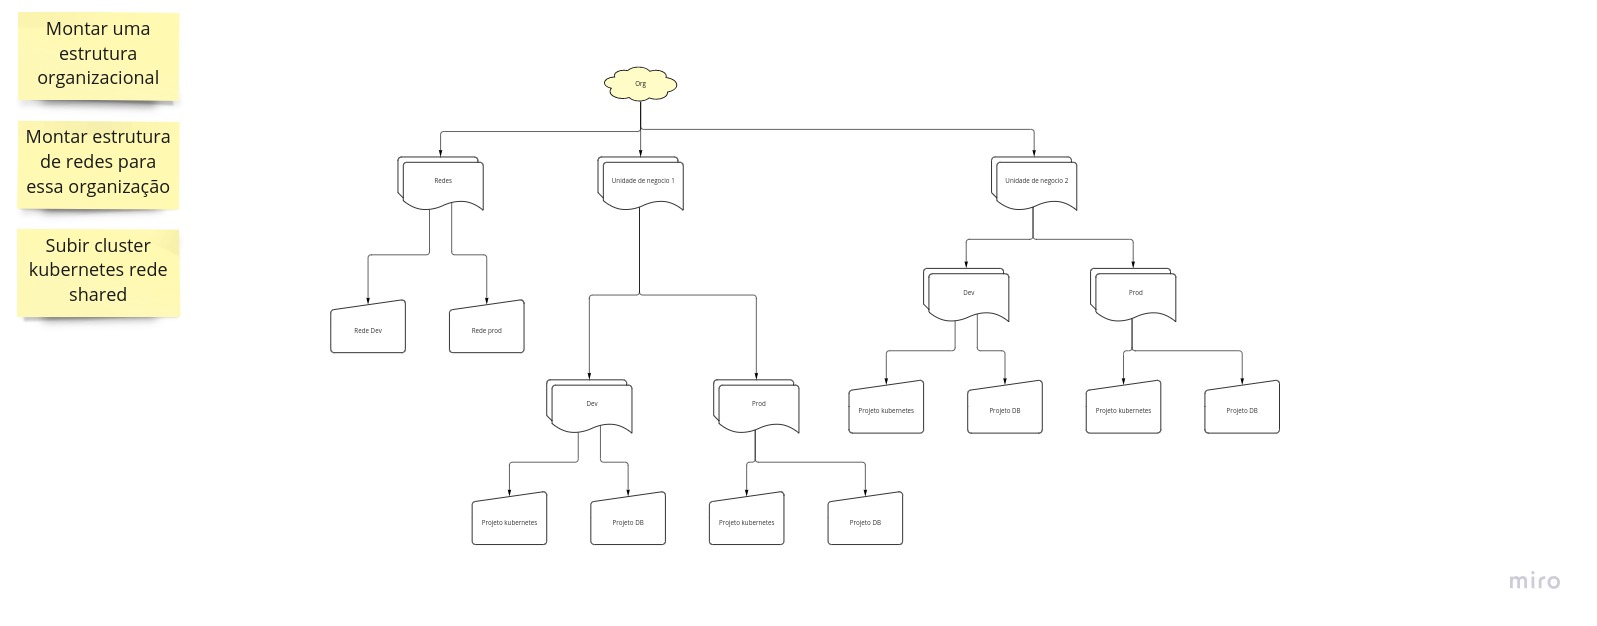 Montar uma
estrutura
organizacional
Montar estrutura
de redes para
essa organização
Subir cluster
kubernetes rede
shared
Org
Redes
Unidade de negocio 1
Unidade de negocio 2
Dev
Prod
Rede Dev
Rede prod
Dev
Prod
Projeto kubernetes
Projeto DB
Projeto kubernetes
Projeto DB
Projeto kubernetes
Projeto DB
Projeto kubernetes
Projeto DB
miro